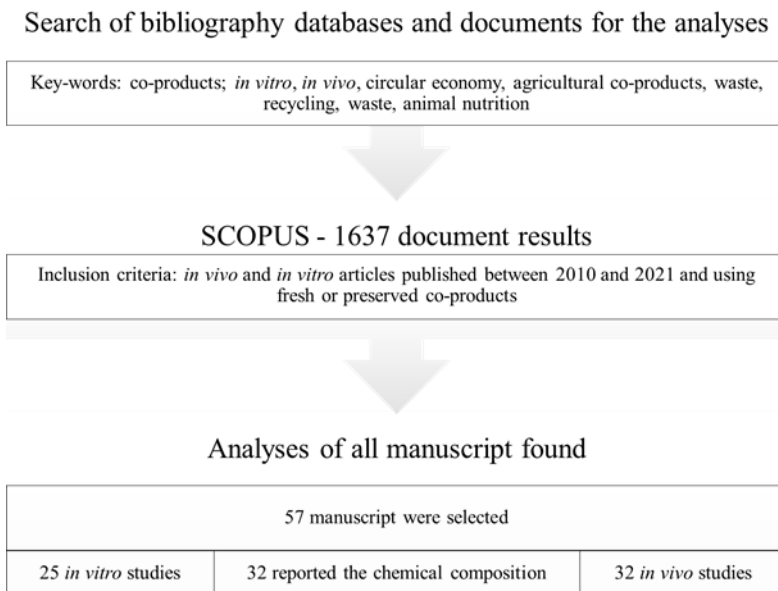 Search of bibliography databases and documents for the analyses
Key-words: co-products; in vitro, in vivo, circular economy, agricultural co-products, waste,
recycling, waste, animal nutrition
SCOPUS - 1637 document results
Inclusion criteria: in vivo and in vitro articles published between 2010 and 2021 and using
fresh or preserved co-products
Analyses of all manuscript found
57 manuscript were selected
25 in vitro studies
32 reported the chemical composition
32 in vivo studies